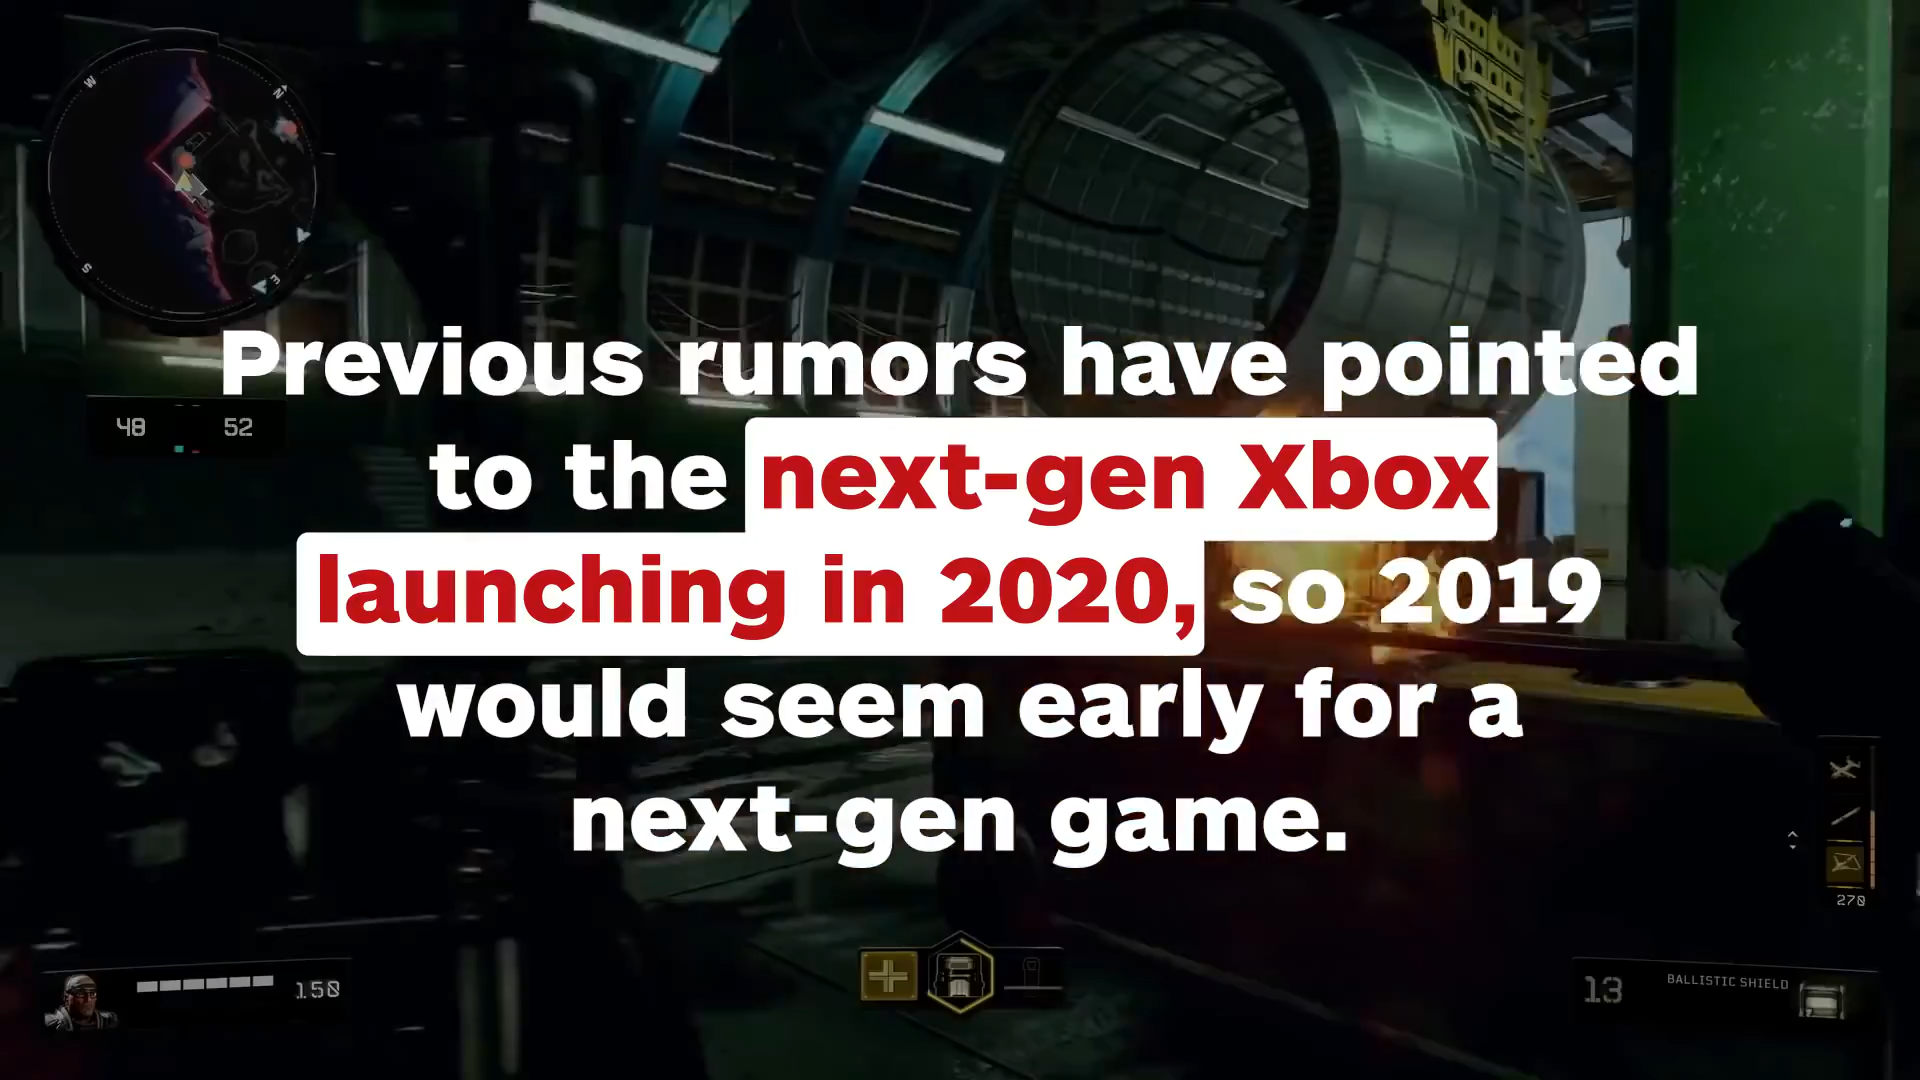 W
N
S
E
Previous rumors have pointed
48 52
to the next-gen Xbox
launching in 2020, so 2019
would seem early for a
next-gen game.
270
150
13 BALLISTIC SHIELD